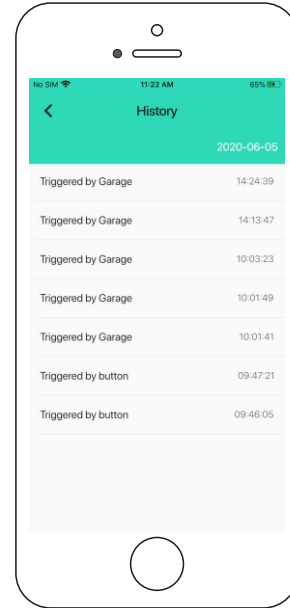 No SIM 11:22 AM 65%
History
2020-06-05
Triggered by Garage 14:24:39
Triggered by Garage 14:13:47
Triggered by Garage 10:03:23
Triggered by Garage 10:01:49
Triggered by Garage 10:01:41
Triggered by button 09:47:21
Triggered by button 09:46:05